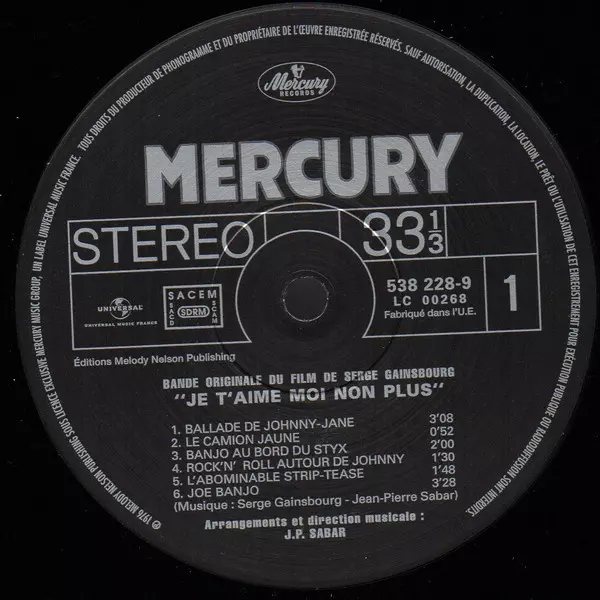 TOUS DROITS DU PRODUCTEUR DE PHONOGRAMME ET DU PROPRIÉTAIRE DE L'ŒUVRE ENREGISTRÉE RÉSERVÉS. SAUF AUTORISATION, LA DUPLICATION, LA LOCATION, LE PRÊT OU L'UTILISATION DE CET ENREGISTREMENT POUR EXÉCUTION PUBLIQUE OU RADIODIFFUSION SONT INTERDITS.
℗ 1976 MELODY NELSON PUBLISHING SOUS LICENCE EXCLUSIVE MERCURY MUSIC GROUP, UN LABEL UNIVERSAL MUSIC FRANCE.
Mercury
RECORDS
MERCURY
STEREO
33 1/3
UNIVERSAL
UNIVERSAL MUSIC FRANCE
SACEM
SACD
SDRM
SCAM
538 228-9
LC 00268
Fabriqué dans l'U.E.
1
Éditions Melody Nelson Publishing
BANDE ORIGINALE DU FILM DE SERGE GAINSBOURG
"JE T'AIME MOI NON PLUS"
1. BALLADE DE JOHNNY-JANE 3'08
2. LE CAMION JAUNE 0'52
3. BANJO AU BORD DU STYX 2'00
4. ROCK'N' ROLL AUTOUR DE JOHNNY 1'30
5. L'ABOMINABLE STRIP-TEASE 1'48
6. JOE BANJO 3'28
(Musique : Serge Gainsbourg - Jean-Pierre Sabar)
Arrangements et direction musicale :
J.P. SABAR